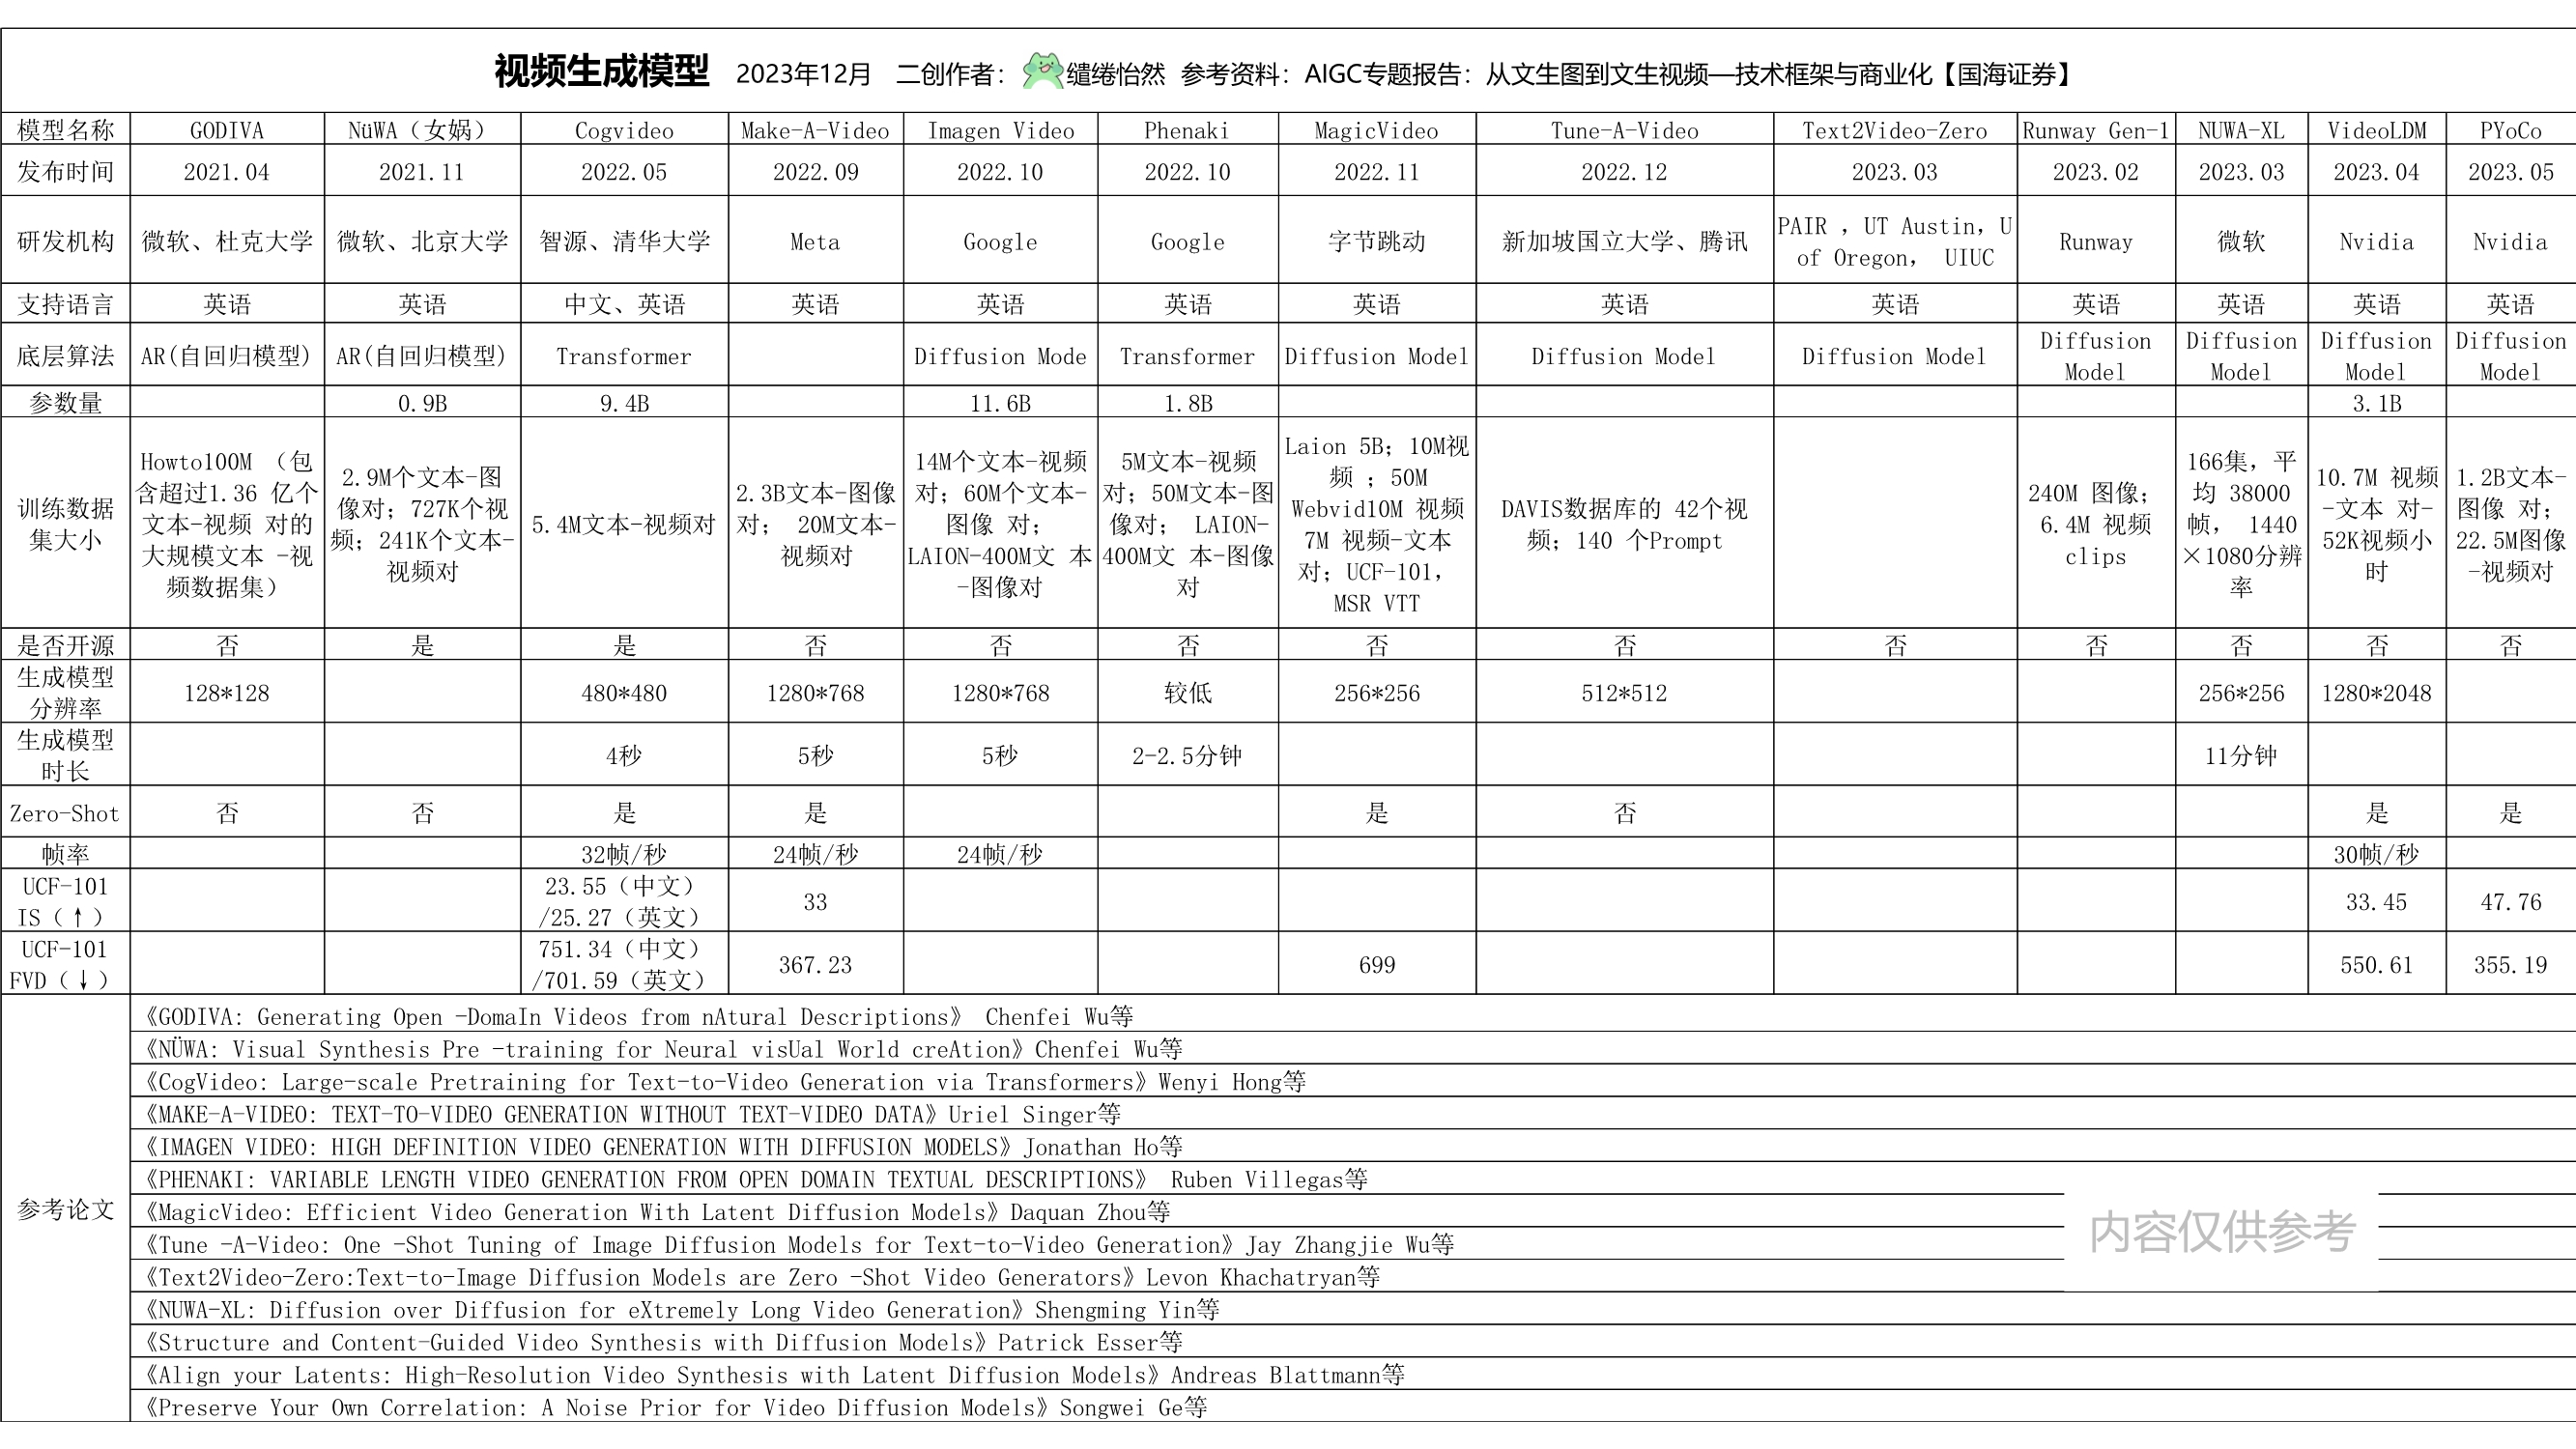 视频生成模型 2023年12月 二创作者： 缱绻怡然 参考资料：AIGC专题报告：从文生图到文生视频—技术框架与商业化【国海证券】
模型名称 GODIVA NüWA（女娲） Cogvideo Make-A-Video Imagen Video Phenaki MagicVideo Tune-A-Video Text2Video-Zero Runway Gen-1 NUWA-XL VideoLDM PYoCo
发布时间 2021.04 2021.11 2022.05 2022.09 2022.10 2022.10 2022.11 2022.12 2023.03 2023.02 2023.03 2023.04 2023.05
研发机构 微软、杜克大学 微软、北京大学 智源、清华大学 Meta Google Google 字节跳动 新加坡国立大学、腾讯 PAIR ，UT Austin，U of Oregon， UIUC Runway 微软 Nvidia Nvidia
支持语言 英语 英语 中文、英语 英语 英语 英语 英语 英语 英语 英语 英语 英语 英语
底层算法 AR(自回归模型) AR(自回归模型) Transformer Diffusion Mode Transformer Diffusion Model Diffusion Model Diffusion Model Diffusion Model Diffusion Model Diffusion Model Diffusion Model
参数量 0.9B 9.4B 11.6B 1.8B 3.1B
训练数据集大小 Howto100M （包含超过1.36 亿个文本-视频 对的大规模文本 -视频数据集） 2.9M个文本-图像对；727K个视频；241K个文本-视频对 5.4M文本-视频对 2.3B文本-图像对； 20M文本-视频对 14M个文本-视频对；60M个文本-图像 对；LAION-400M文 本-图像对 5M文本-视频对；50M文本-图像对； LAION-400M文 本-图像对 Laion 5B；10M视频 ；50M Webvid10M 视频 7M 视频-文本对；UCF-101， MSR VTT DAVIS数据库的 42个视频；140 个Prompt 240M 图像；6.4M 视频clips 166集，平均 38000帧， 1440×1080分辨率 10.7M 视频-文本 对-52K视频小时 1.2B文本-图像 对；22.5M图像-视频对
是否开源 否 是 是 否 否 否 否 否 否 否 否 否 否
生成模型分辨率 128*128 480*480 1280*768 1280*768 较低 256*256 512*512 256*256 1280*2048
生成模型时长 4秒 5秒 5秒 2-2.5分钟 11分钟
Zero-Shot 否 否 是 是 是 否 是 是
帧率 32帧/秒 24帧/秒 24帧/秒 30帧/秒
UCF-101 IS（↑） 23.55（中文）/25.27（英文） 33 33.45 47.76
UCF-101 FVD（↓） 751.34（中文）/701.59（英文） 367.23 699 550.61 355.19
参考论文
《GODIVA: Generating Open -DomaIn Videos from nAtural Descriptions》 Chenfei Wu等
《NÜWA: Visual Synthesis Pre -training for Neural visUal World creAtion》Chenfei Wu等
《CogVideo: Large-scale Pretraining for Text-to-Video Generation via Transformers》Wenyi Hong等
《MAKE-A-VIDEO: TEXT-TO-VIDEO GENERATION WITHOUT TEXT-VIDEO DATA》Uriel Singer等
《IMAGEN VIDEO: HIGH DEFINITION VIDEO GENERATION WITH DIFFUSION MODELS》Jonathan Ho等
《PHENAKI: VARIABLE LENGTH VIDEO GENERATION FROM OPEN DOMAIN TEXTUAL DESCRIPTIONS》 Ruben Villegas等
《MagicVideo: Efficient Video Generation With Latent Diffusion Models》Daquan Zhou等
内容仅供参考
《Tune -A-Video: One -Shot Tuning of Image Diffusion Models for Text-to-Video Generation》Jay Zhangjie Wu等
《Text2Video-Zero:Text-to-Image Diffusion Models are Zero -Shot Video Generators》Levon Khachatryan等
《NUWA-XL: Diffusion over Diffusion for eXtremely Long Video Generation》Shengming Yin等
《Structure and Content-Guided Video Synthesis with Diffusion Models》Patrick Esser等
《Align your Latents: High-Resolution Video Synthesis with Latent Diffusion Models》Andreas Blattmann等
《Preserve Your Own Correlation: A Noise Prior for Video Diffusion Models》Songwei Ge等